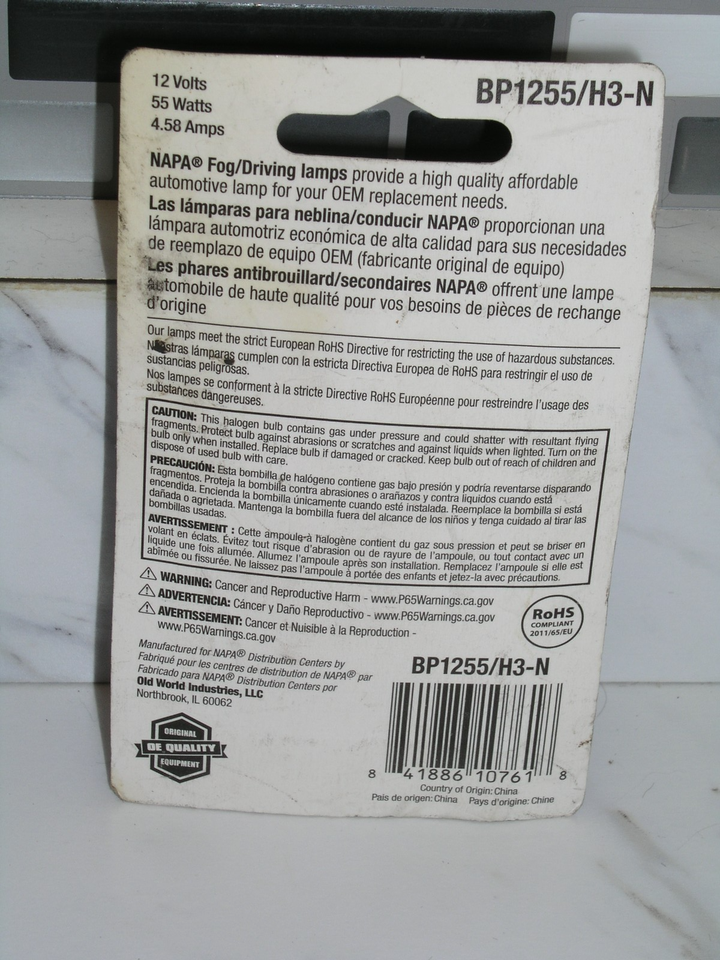 12 Volts
55 Watts
4.58 Amps
BP1255/H3-N
NAPA® Fog/Driving lamps provide a high quality affordable
automotive lamp for your OEM replacement needs.
Las lámparas para neblina/conducir NAPA® proporcionan una
lámpara automotriz económica de alta calidad para sus necesidades
de reemplazo de equipo OEM (fabricante original de equipo)
Les phares antibrouillard/secondaires NAPA® offrent une lampe
automobile de haute qualité pour vos besoins de pièces de rechange
d'origine
Our lamps meet the strict European RoHS Directive for restricting the use of hazardous substances.
Nuestras lámparas cumplen con la estricta Directiva Europea de RoHS para restringir el uso de
sustancias peligrosas.
Nos lampes se conforment à la stricte Directive RoHS Européenne pour restreindre l'usage des
substances dangereuses.
CAUTION: This halogen bulb contains gas under pressure and could shatter with resultant flying
fragments. Protect bulb against abrasions or scratches and against liquids when lighted. Turn on the
bulb only when installed. Replace bulb if damaged or cracked. Keep bulb out of reach of children and
dispose of used bulb with care.
PRECAUCIÓN: Esta bombilla de halógeno contiene gas bajo presión y podría reventarse disparando
fragmentos. Proteja la bombilla contra abrasiones o arañazos y contra líquidos cuando está
encendida. Encienda la bombilla únicamente cuando esté instalada. Reemplace la bombilla si está
dañada o agrietada. Mantenga la bombilla fuera del alcance de los niños y tenga cuidado al tirar las
bombillas usadas.
AVERTISSEMENT : Cette ampoule à halogène contient du gaz sous pression et peut se briser en
volant en éclats. Évitez tout risque d'abrasion ou de rayure de l'ampoule, ou tout contact avec un
liquide une fois allumée. Allumez l'ampoule après son installation. Remplacez l'ampoule si elle est
abîmée ou fissurée. Ne laissez pas l'ampoule à portée des enfants et jetez-la avec précautions.
WARNING: Cancer and Reproductive Harm - www.P65Warnings.ca.gov
ADVERTENCIA: Cáncer y Daño Reproductivo - www.P65Warnings.ca.gov
AVERTISSEMENT: Cancer et Nuisible à la Reproduction -
www.P65Warnings.ca.gov
RoHS
COMPLIANT
2011/65/EU
Manufactured for NAPA® Distribution Centers by
Fabriqué pour les centres de distribution de NAPA® par
Fabricado para NAPA® Distribution Centers por
Old World Industries, LLC
Northbrook, IL 60062
ORIGINAL
OE QUALITY
EQUIPMENT
BP1255/H3-N
8 41886 10761 8
Country of Origin: China
Pais de origen: China Pays d'origine: Chine